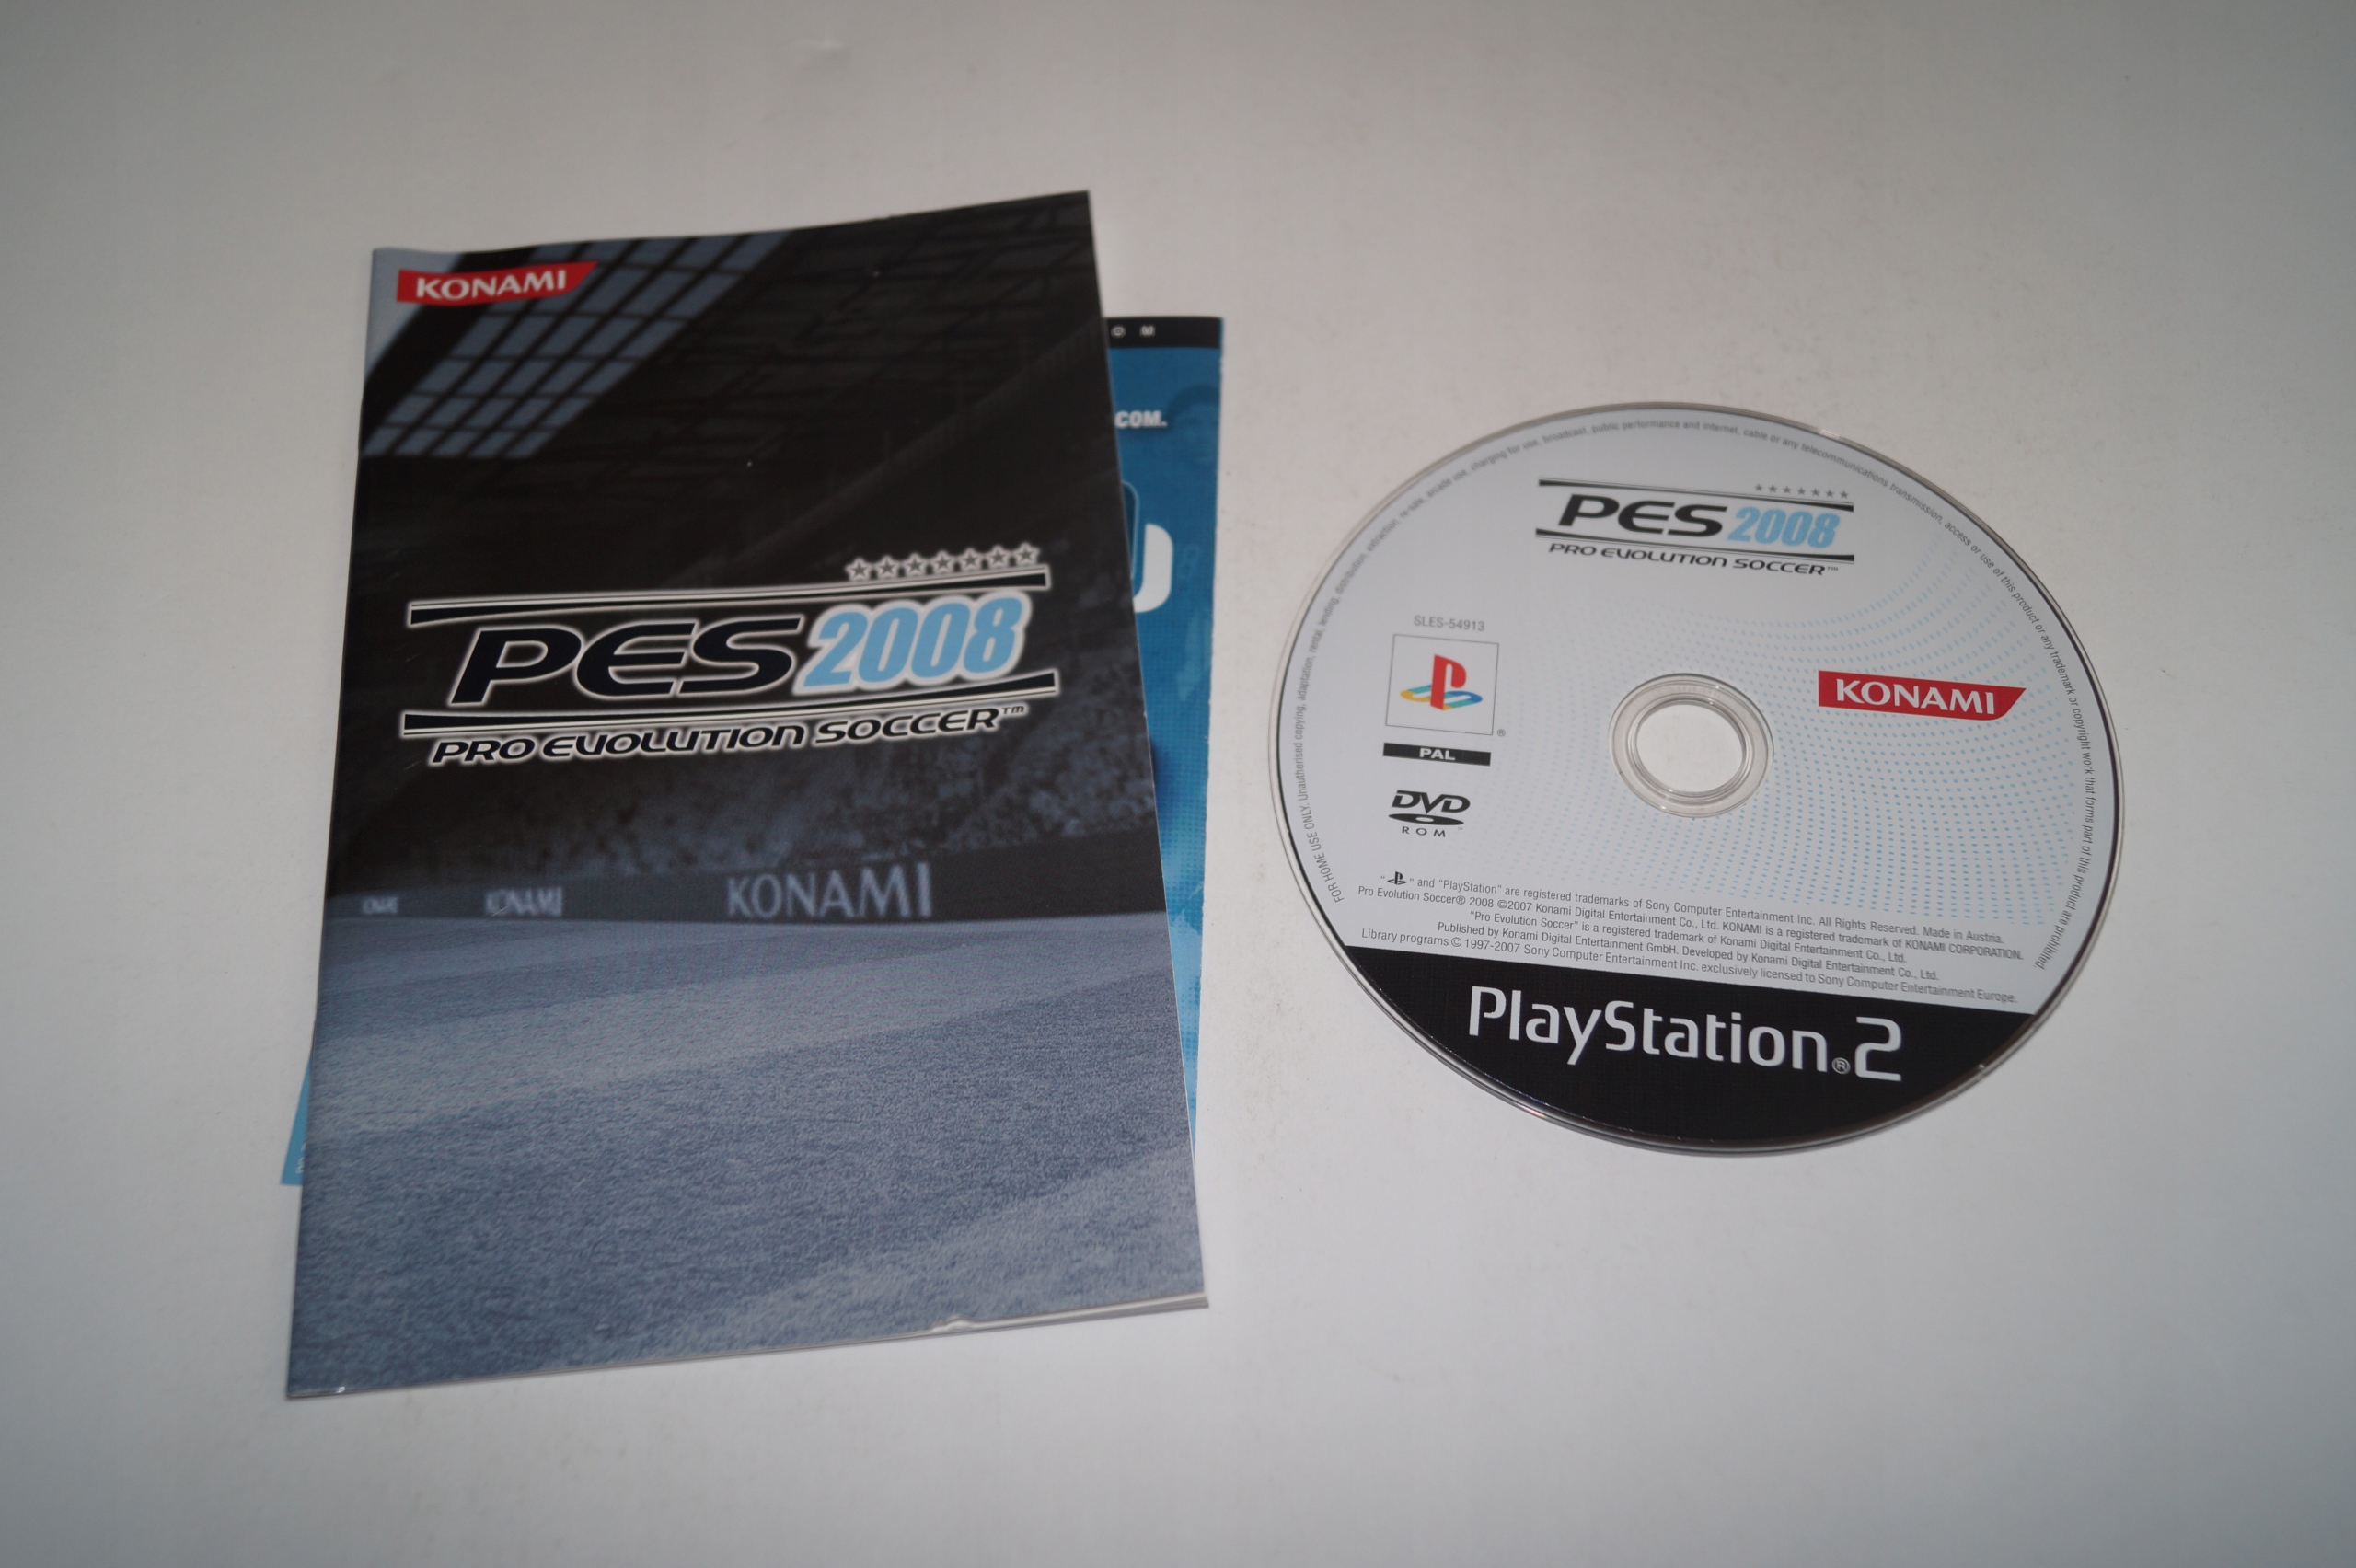 KONAMI
PES 2008
PRO EVOLUTION SOCCER™
KONAMI
KONAMI
COM.
PES 2008
PRO EVOLUTION SOCCER™
SLES-54913
®
PAL
DVD
ROM
KONAMI
FOR HOME USE ONLY. Unauthorised copying, adaptation, rental, lending, distribution, extraction, re-sale, arcade use, charging for use, broadcast, public performance and internet, cable or any telecommunications transmission, access or use of this product or any trademark or copyright work that forms part of this product are prohibited
" " and "PlayStation" are registered trademarks of Sony Computer Entertainment Inc. All Rights Reserved. Made in Austria.
Pro Evolution Soccer® 2008 ©2007 Konami Digital Entertainment Co., Ltd. KONAMI is a registered trademark of KONAMI CORPORATION.
"Pro Evolution Soccer" is a registered trademark of Konami Digital Entertainment Co., Ltd.
Published by Konami Digital Entertainment GmbH. Developed by Konami Digital Entertainment Co., Ltd.
Library programs © 1997-2007 Sony Computer Entertainment Inc. exclusively licensed to Sony Computer Entertainment Europe.
PlayStation®2